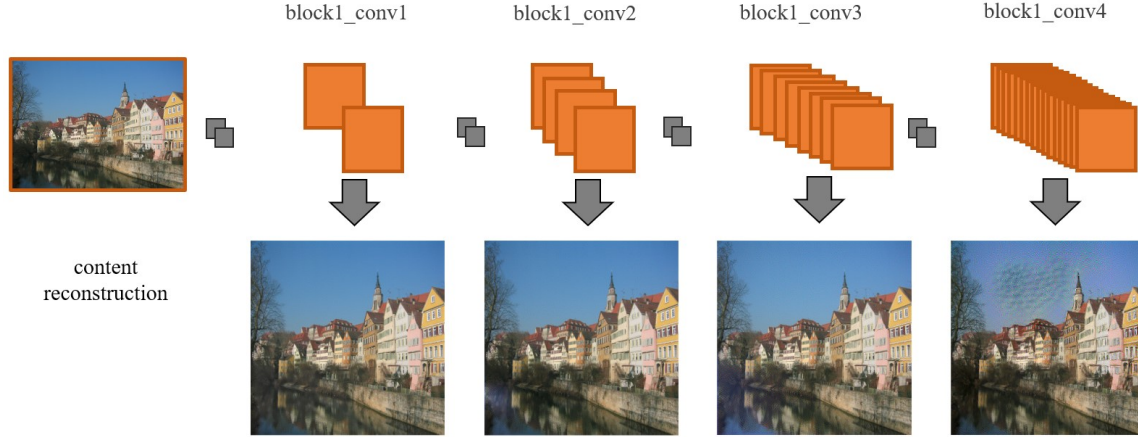 block1_conv1
block1_conv2
block1_conv3
block1_conv4
content
reconstruction